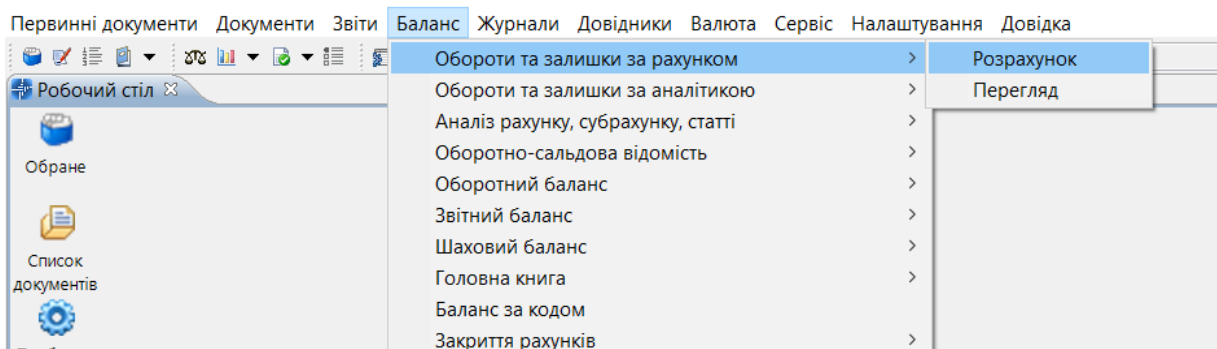 Первинні документи Документи Звіти Баланс Журнали Довідники Валюта Сервіс Налаштування Довідка
Робочий стіл
Обране
Список
документів
Обороти та залишки за рахунком
Обороти та залишки за аналітикою
Аналіз рахунку, субрахунку, статті
Оборотно-сальдова відомість
Оборотний баланс
Звітний баланс
Шаховий баланс
Головна книга
Баланс за кодом
Закриття рахунків
Розрахунок
Перегляд